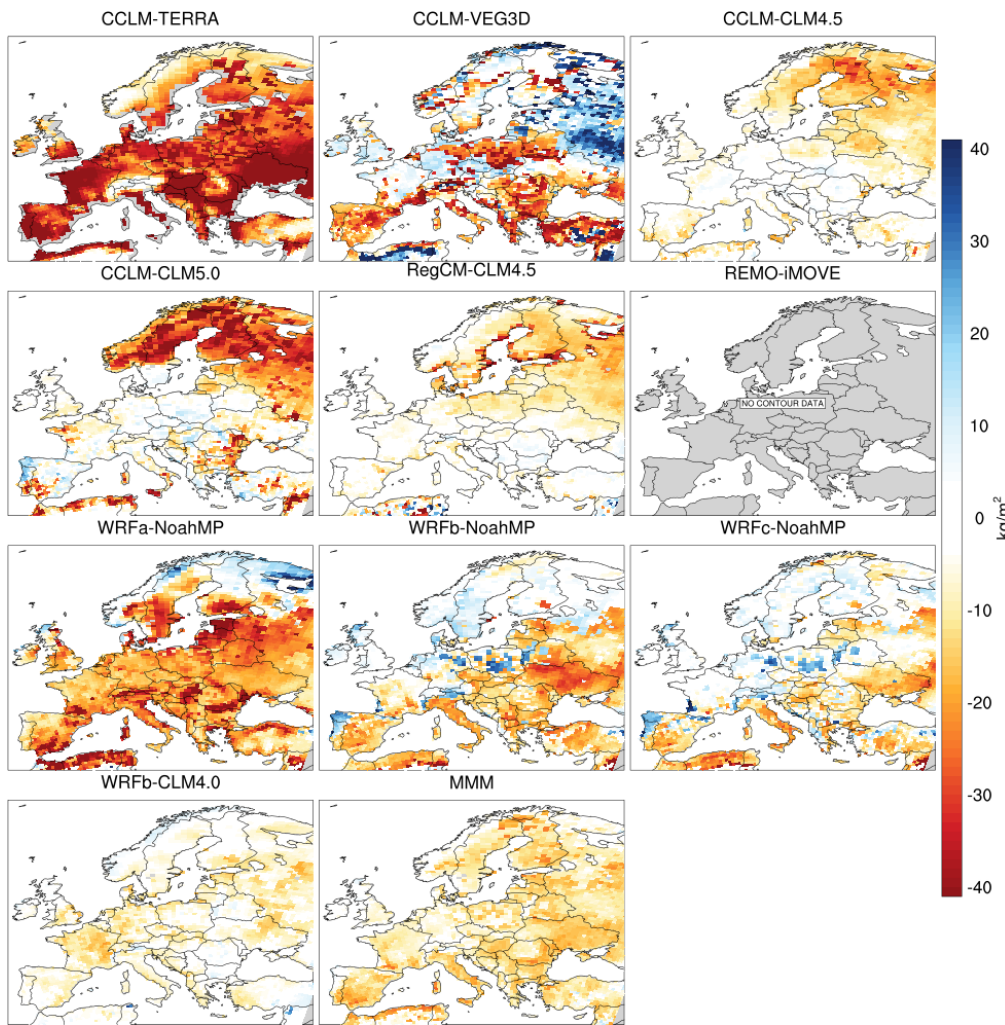 CCLM-TERRA CCLM-VEG3D CCLM-CLM4.5
CCLM-CLM5.0 RegCM-CLM4.5 REMO-iMOVE
NO CONTOUR DATA
WRFa-NoahMP WRFb-NoahMP WRFc-NoahMP
WRFb-CLM4.0 MMM
40
30
20
10
0
-10
-20
-30
-40
kg/m²